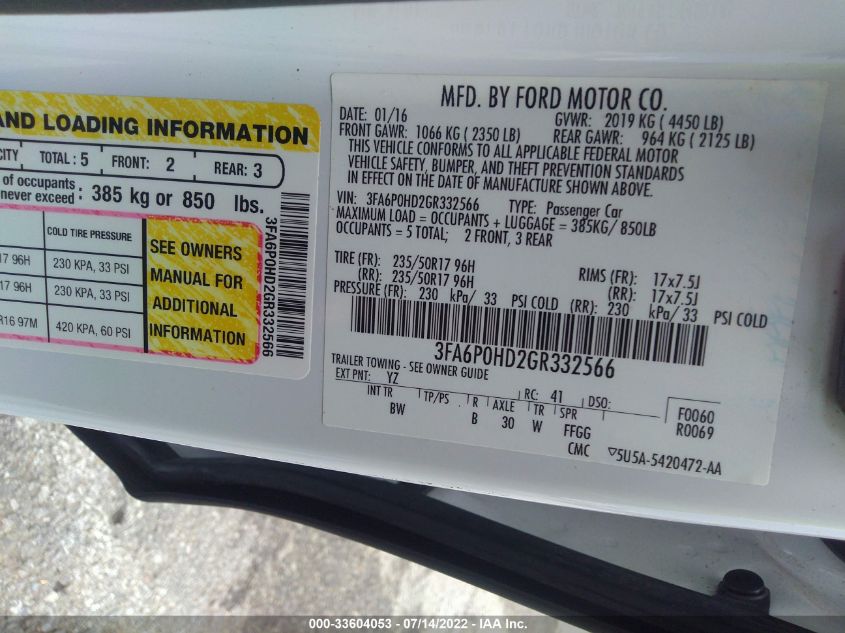 AND LOADING INFORMATION
CITY TOTAL: 5 FRONT: 2 REAR: 3
of occupants
never exceed: 385 kg or 850 lbs.
COLD TIRE PRESSURE
96H 230 KPA, 33 PSI
17 96H 230 KPA, 33 PSI
R16 97M 420 KPA, 60 PSI
SEE OWNERS
MANUAL FOR
ADDITIONAL
INFORMATION
3FA6P0HD2GR332566
MFD. BY FORD MOTOR CO.
DATE: 01/16 GVWR: 2019 KG (4450 LB)
FRONT GAWR: 1066 KG (2350 LB) REAR GAWR: 964 KG (2125 LB)
THIS VEHICLE CONFORMS TO ALL APPLICABLE FEDERAL MOTOR
VEHICLE SAFETY, BUMPER, AND THEFT PREVENTION STANDARDS
IN EFFECT ON THE DATE OF MANUFACTURE SHOWN ABOVE.
VIN: 3FA6P0HD2GR332566 TYPE: Passenger Car
MAXIMUM LOAD = OCCUPANTS + LUGGAGE = 385KG/850LB
OCCUPANTS = 5 TOTAL; 2 FRONT, 3 REAR
TIRE (FR): 235/50R17 96H RIMS (FR): 17x7.5J
(RR): 235/50R17 96H (RR): 17x7.5J
PRESSURE (FR): 230 kPa/ 33 PSI COLD (RR): 230 kPa/33 PSI COLD
3FA6P0HD2GR332566
TRAILER TOWING - SEE OWNER GUIDE
EXT PNT: YZ RC: 41 DSO:
INT TR TP/PS R AXLE TR SPR
BW B 30 W FFGG
CMC
F0060
R0069
▽5U5A-5420472-AA
000-33604053 - 07/14/2022 - IAA Inc.